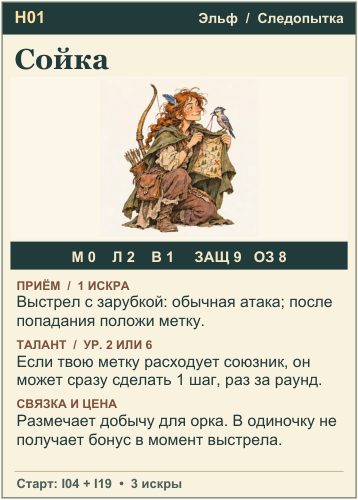 H01
Эльф / Следопытка
Сойка
М 0 Л 2 В 1 ЗАЩ 9 ОЗ 8
ПРИЁМ / 1 ИСКРА
Выстрел с зарубкой: обычная атака; после
попадания положи метку.
ТАЛАНТ / УР. 2 ИЛИ 6
Если твою метку расходует союзник, он
может сразу сделать 1 шаг, раз за раунд.
СВЯЗКА И ЦЕНА
Размечает добычу для орка. В одиночку не
получает бонус в момент выстрела.
Старт: I04 + I19 • 3 искры